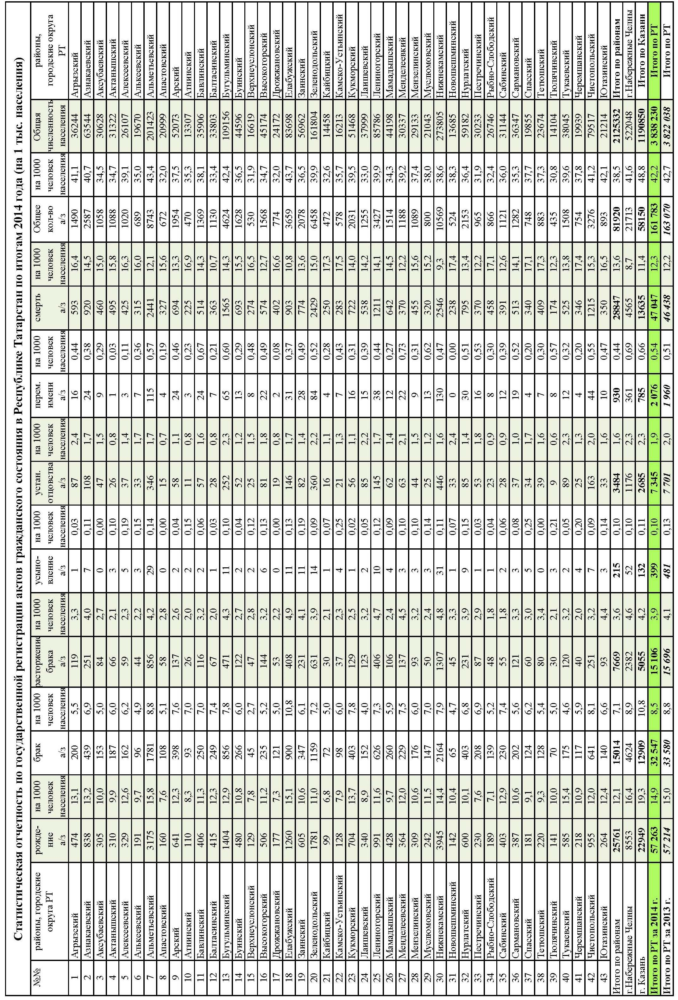 Статистическая отчетность по государственной регистрации актов гражданского состояния в Республике Татарстан по итогам 2014 года (на 1 тыс. населения)
№№ районы, городские округа РТ рожде-ние а/з на 1000 человек населения брак а/з на 1000 человек населения расторжение брака а/з на 1000 человек населения усыно-вление а/з на 1000 человек населения устан. отцовства а/з на 1000 человек населения перем. имени а/з на 1000 человек населения смерть а/з на 1000 человек населения Общее кол-во а/з на 1000 человек населения Общая численность населения районы, городские округа РТ
1 Агрызский 474 13,1 200 5,5 119 3,3 1 0,03 87 2,4 16 0,44 593 16,4 1490 41,1 36244 Агрызский
2 Азнакаевский 838 13,2 439 6,9 251 4,0 7 0,11 108 1,7 24 0,38 920 14,5 2587 40,7 63544 Азнакаевский
3 Аксубаевский 305 10,0 153 5,0 84 2,7 0 0,00 47 1,5 9 0,29 460 15,0 1058 34,5 30628 Аксубаевский
4 Актанышский 310 9,9 187 6,0 66 2,1 3 0,10 26 0,8 1 0,03 495 15,8 1088 34,7 31322 Актанышский
5 Алексеевский 329 12,6 162 6,2 59 2,3 5 0,19 37 1,4 3 0,11 425 16,3 1020 39,1 26107 Алексеевский
6 Алькеевский 191 9,7 96 4,9 44 2,2 3 0,15 33 1,7 7 0,36 315 16,0 689 35,0 19670 Алькеевский
7 Альметьевский 3175 15,8 1781 8,8 856 4,2 29 0,14 346 1,7 115 0,57 2441 12,1 8743 43,4 201423 Альметьевский
8 Апастовский 160 7,6 108 5,1 58 2,8 0 0,00 15 0,7 4 0,19 327 15,6 672 32,0 20999 Апастовский
9 Арский 641 12,3 398 7,6 137 2,6 2 0,04 58 1,1 24 0,46 694 13,3 1954 37,5 52073 Арский
10 Атнинский 110 8,3 93 7,0 26 2,0 2 0,15 11 0,8 3 0,23 225 16,9 470 35,3 13307 Атнинский
11 Бавлинский 406 11,3 250 7,0 116 3,2 2 0,06 57 1,6 24 0,67 514 14,3 1369 38,1 35906 Бавлинский
12 Балтасинский 415 12,3 249 7,4 67 2,0 1 0,03 28 0,8 7 0,21 363 10,7 1130 33,4 33803 Балтасинский
13 Бугульминский 1404 12,9 856 7,8 471 4,3 11 0,10 252 2,3 65 0,60 1565 14,3 4624 42,4 109156 Бугульминский
14 Буинский 480 10,8 266 6,0 122 2,7 2 0,04 52 1,2 13 0,29 693 15,5 1628 36,5 44596 Буинский
15 Верхнеуслонский 129 7,8 45 2,7 47 2,8 2 0,12 25 1,5 8 0,48 274 16,5 530 31,9 16619 Верхнеуслонский
16 Высокогорский 506 11,2 235 5,2 144 3,2 6 0,13 81 1,8 22 0,49 574 12,7 1568 34,7 45174 Высокогорский
17 Дрожжановский 177 7,3 121 5,0 53 2,2 0 0,00 19 0,8 2 0,08 402 16,6 774 32,0 24172 Дрожжановский
18 Елабужский 1260 15,1 900 10,8 408 4,9 11 0,13 146 1,7 31 0,37 903 10,8 3659 43,7 83698 Елабужский
19 Заинский 605 10,6 347 6,1 231 4,1 11 0,19 82 1,4 28 0,49 774 13,6 2078 36,5 56962 Заинский
20 Зеленодольский 1781 11,0 1159 7,2 631 3,9 14 0,09 360 2,2 84 0,52 2429 15,0 6458 39,9 161804 Зеленодольский
21 Кайбицкий 99 6,8 72 5,0 30 2,1 1 0,07 16 1,1 4 0,28 250 17,3 472 32,6 14458 Кайбицкий
22 Камско-Устьинский 128 7,9 98 6,0 37 2,3 4 0,25 21 1,3 7 0,43 283 17,5 578 35,7 16213 Камско-Устьинский
23 Кукморский 704 13,7 403 7,8 129 2,5 1 0,02 56 1,1 16 0,31 722 14,0 2031 39,5 51468 Кукморский
24 Лаишевский 340 8,9 152 4,0 123 3,2 2 0,05 85 2,2 15 0,39 538 14,2 1255 33,0 37999 Лаишевский
25 Лениногорский 991 11,6 626 7,3 406 4,7 10 0,12 145 1,7 38 0,44 1211 14,1 3427 39,9 85786 Лениногорский
26 Мамадышский 428 9,7 260 5,9 106 2,4 4 0,09 62 1,4 12 0,27 642 14,5 1514 34,3 44198 Мамадышский
27 Менделеевский 364 12,0 229 7,5 137 4,5 3 0,10 63 2,1 22 0,73 370 12,2 1188 39,2 30337 Менделеевкий
28 Мензелинский 309 10,6 176 6,0 93 3,2 3 0,10 44 1,5 9 0,31 455 15,6 1089 37,4 29133 Мензелинский
29 Муслюмовский 242 11,5 147 7,0 50 2,4 3 0,14 25 1,2 13 0,62 320 15,2 800 38,0 21043 Муслюмовский
30 Нижнекамский 3945 14,4 2164 7,9 1307 4,8 31 0,11 446 1,6 130 0,47 2546 9,3 10569 38,6 273805 Нижнекамский
31 Новошешминский 142 10,4 65 4,7 45 3,3 1 0,07 33 2,4 0 0,00 238 17,4 524 38,3 13685 Новошешминский
32 Нурлатский 600 10,1 403 6,8 231 3,9 9 0,15 85 1,4 30 0,51 795 13,4 2153 36,4 59182 Нурлатский
33 Пестречинский 230 7,6 208 6,9 87 2,9 1 0,03 53 1,8 16 0,53 370 12,2 965 31,9 30233 Пестречинский
34 Рыбно-Слободский 189 7,1 139 5,2 48 1,8 1 0,04 23 0,9 8 0,30 458 17,1 866 32,4 26746 Рыбно-Слободский
35 Сабинский 403 12,9 230 7,4 55 1,8 2 0,06 28 0,9 12 0,39 391 12,6 1121 36,0 31144 Сабинский
36 Сармановский 387 10,6 202 5,6 121 3,3 3 0,08 37 1,0 19 0,52 513 14,1 1282 35,3 36347 Сармановский
37 Спасский 181 9,1 124 6,2 60 3,0 5 0,25 34 1,7 4 0,20 340 17,1 748 37,7 19855 Спасский
38 Тетюшский 220 9,3 128 5,4 80 3,4 0 0,00 39 1,6 7 0,30 409 17,3 883 37,3 23674 Тетюшский
39 Тюлячинский 141 10,0 70 5,0 30 2,1 3 0,21 9 0,6 8 0,57 174 12,3 435 30,8 14104 Тюлячинский
40 Тукаевский 585 15,4 175 4,6 120 3,2 2 0,05 89 2,3 12 0,32 525 13,8 1508 39,6 38045 Тукаевский
41 Черемшанский 218 10,9 117 5,9 40 2,0 4 0,20 25 1,3 4 0,20 346 17,4 754 37,8 19939 Черемшанский
42 Чистопольский 955 12,0 641 8,1 251 3,2 7 0,09 163 2,0 44 0,55 1215 15,3 3276 41,2 79517 Чистопольский
43 Ютазинский 264 12,4 140 6,6 93 4,4 3 0,14 33 1,6 10 0,47 350 16,5 893 42,1 21214 Ютазинский
Итого по районам 25761 12,1 15014 7,1 7669 3,6 215 0,10 3484 1,6 930 0,44 28847 13,6 81920 38,5 2125332 Итого по районам
г.Набережные Челны 8553 16,4 4624 8,9 2382 4,6 52 0,10 1176 2,3 361 0,69 4565 8,7 21713 41,6 522048 г.Набережные Челны
г. Казань 22949 19,3 12909 10,8 5055 4,2 132 0,11 2685 2,3 785 0,66 13635 11,4 58150 48,8 1190850 Итого по Казани
Итого по РТ за 2014 г. 57 263 14,9 32 547 8,5 15 106 3,9 399 0,10 7 345 1,9 2 076 0,54 47 047 12,3 161 783 42,2 3 838 230 Итого по РТ
Итого по РТ за 2013 г. 57 214 15,0 33 580 8,8 15 696 4,1 481 0,13 7 701 2,0 1 960 0,51 46 438 12,2 163 070 42,7 3 822 038 Итого по РТ